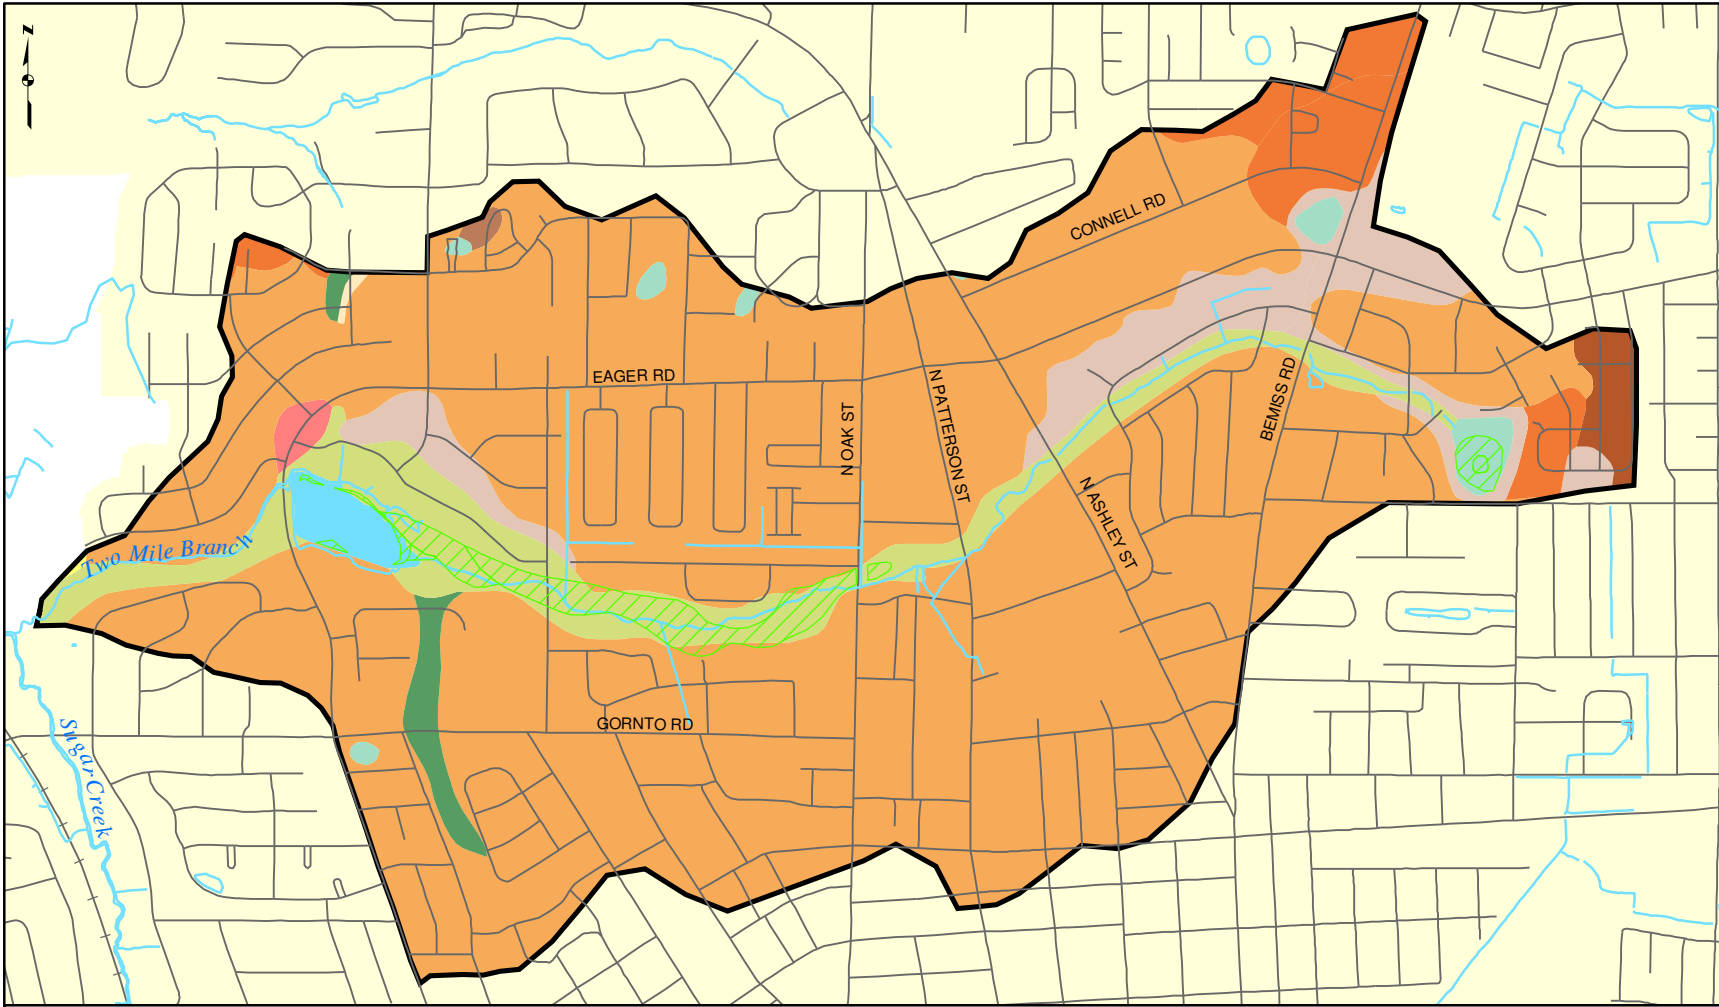 N
CONNELL RD
EAGER RD
N OAK ST
N PATTERSON ST
BEMISS RD
N ASHLEY ST
Two Mile Branch
GORNTO RD
Sugar Creek